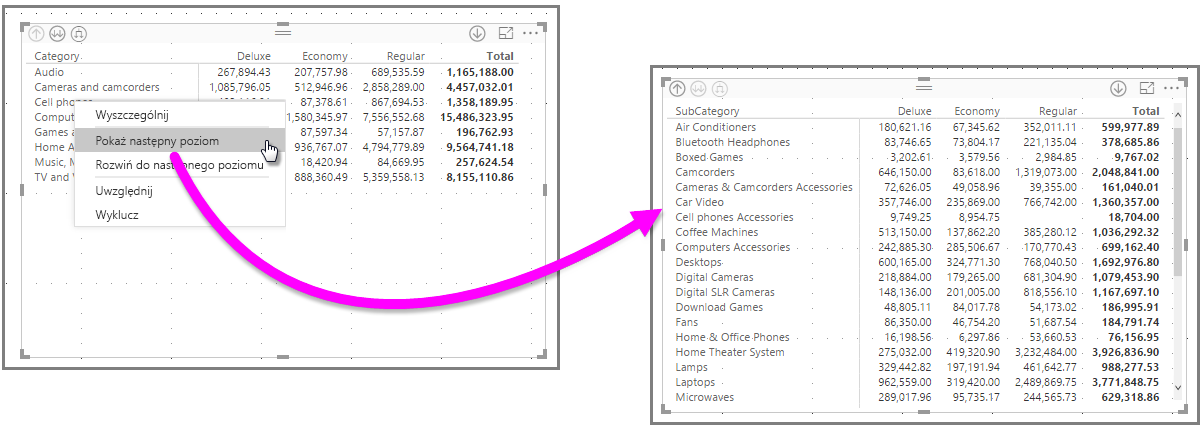 Category Deluxe Economy Regular Total
Audio 267,894.43 207,757.98 689,535.59 1,165,188.00
Cameras and camcorders 1,085,796.05 512,946.96 2,858,289.00 4,457,032.01
Cell phones 87,378.61 867,694.53 1,358,189.95
Comput 1,580,345.97 7,556,552.68 15,486,323.95
Games a 87,597.34 57,157.87 196,762.93
Home A 936,767.07 4,794,779.89 9,564,741.18
Music, M 18,420.94 84,669.95 257,624.54
TV and V 888,360.49 5,359,558.13 8,155,110.86
Wyszczególnij
Pokaż następny poziom
Rozwiń do następnego poziomu
Uwzględnij
Wyklucz
SubCategory Deluxe Economy Regular Total
Air Conditioners 180,621.16 67,345.62 352,011.11 599,977.89
Bluetooth Headphones 83,746.65 73,804.17 221,135.04 378,685.86
Boxed Games 3,202.61 3,579.56 2,984.85 9,767.02
Camcorders 646,150.00 83,618.00 1,319,073.00 2,048,841.00
Cameras & Camcorders Accessories 72,626.05 49,058.96 39,355.00 161,040.01
Car Video 357,746.00 235,869.00 766,742.00 1,360,357.00
Cell phones Accessories 9,749.25 8,954.75 18,704.00
Coffee Machines 513,150.00 137,862.20 385,280.12 1,036,292.32
Computers Accessories 242,885.30 285,506.67 170,770.43 699,162.40
Desktops 600,165.00 324,771.30 768,040.50 1,692,976.80
Digital Cameras 218,884.00 179,265.00 681,304.90 1,079,453.90
Digital SLR Cameras 148,136.00 201,005.00 818,556.10 1,167,697.10
Download Games 48,805.11 84,017.78 54,173.02 186,995.91
Fans 86,350.00 46,754.20 51,687.54 184,791.74
Home & Office Phones 16,198.56 6,297.86 53,660.53 76,156.95
Home Theater System 275,032.00 419,320.90 3,232,484.00 3,926,836.90
Lamps 329,442.82 197,191.94 461,642.77 988,277.53
Laptops 962,559.00 319,420.00 2,489,869.75 3,771,848.75
Microwaves 289,017.96 95,735.17 244,565.73 629,318.86